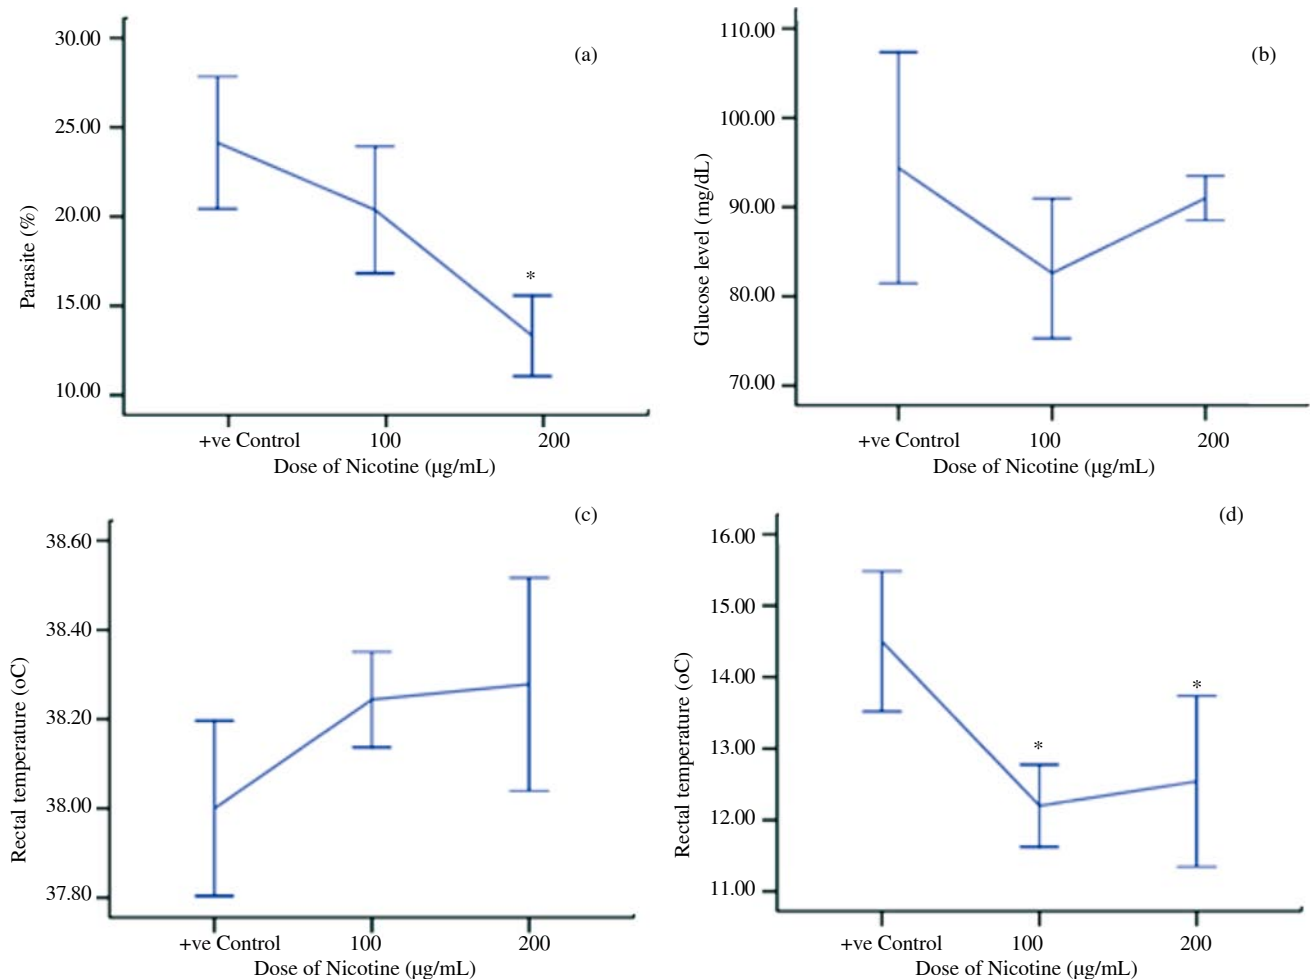 (a)
30.00
25.00
20.00
15.00
10.00
Parasite (%)
*
+ve Control 100 200
Dose of Nicotine (µg/mL)
(b)
110.00
100.00
90.00
80.00
70.00
Glucose level (mg/dL)
+ve Control 100 200
Dose of Nicotine (µg/mL)
(c)
38.60
38.40
38.20
38.00
37.80
Rectal temperature (oC)
+ve Control 100 200
Dose of Nicotine (µg/mL)
(d)
16.00
15.00
14.00
13.00
12.00
11.00
Rectal temperature (oC)
*
*
+ve Control 100 200
Dose of Nicotine (µg/mL)